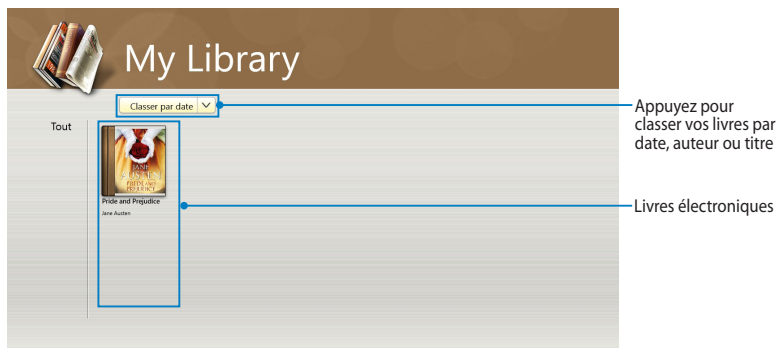 My Library
Classer par date
Tout
JANE
AUSTEN
PRIDE AND
PREJUDICE
Pride and Prejudice
Jane Austen
Appuyez pour
classer vos livres par
date, auteur ou titre
Livres électroniques